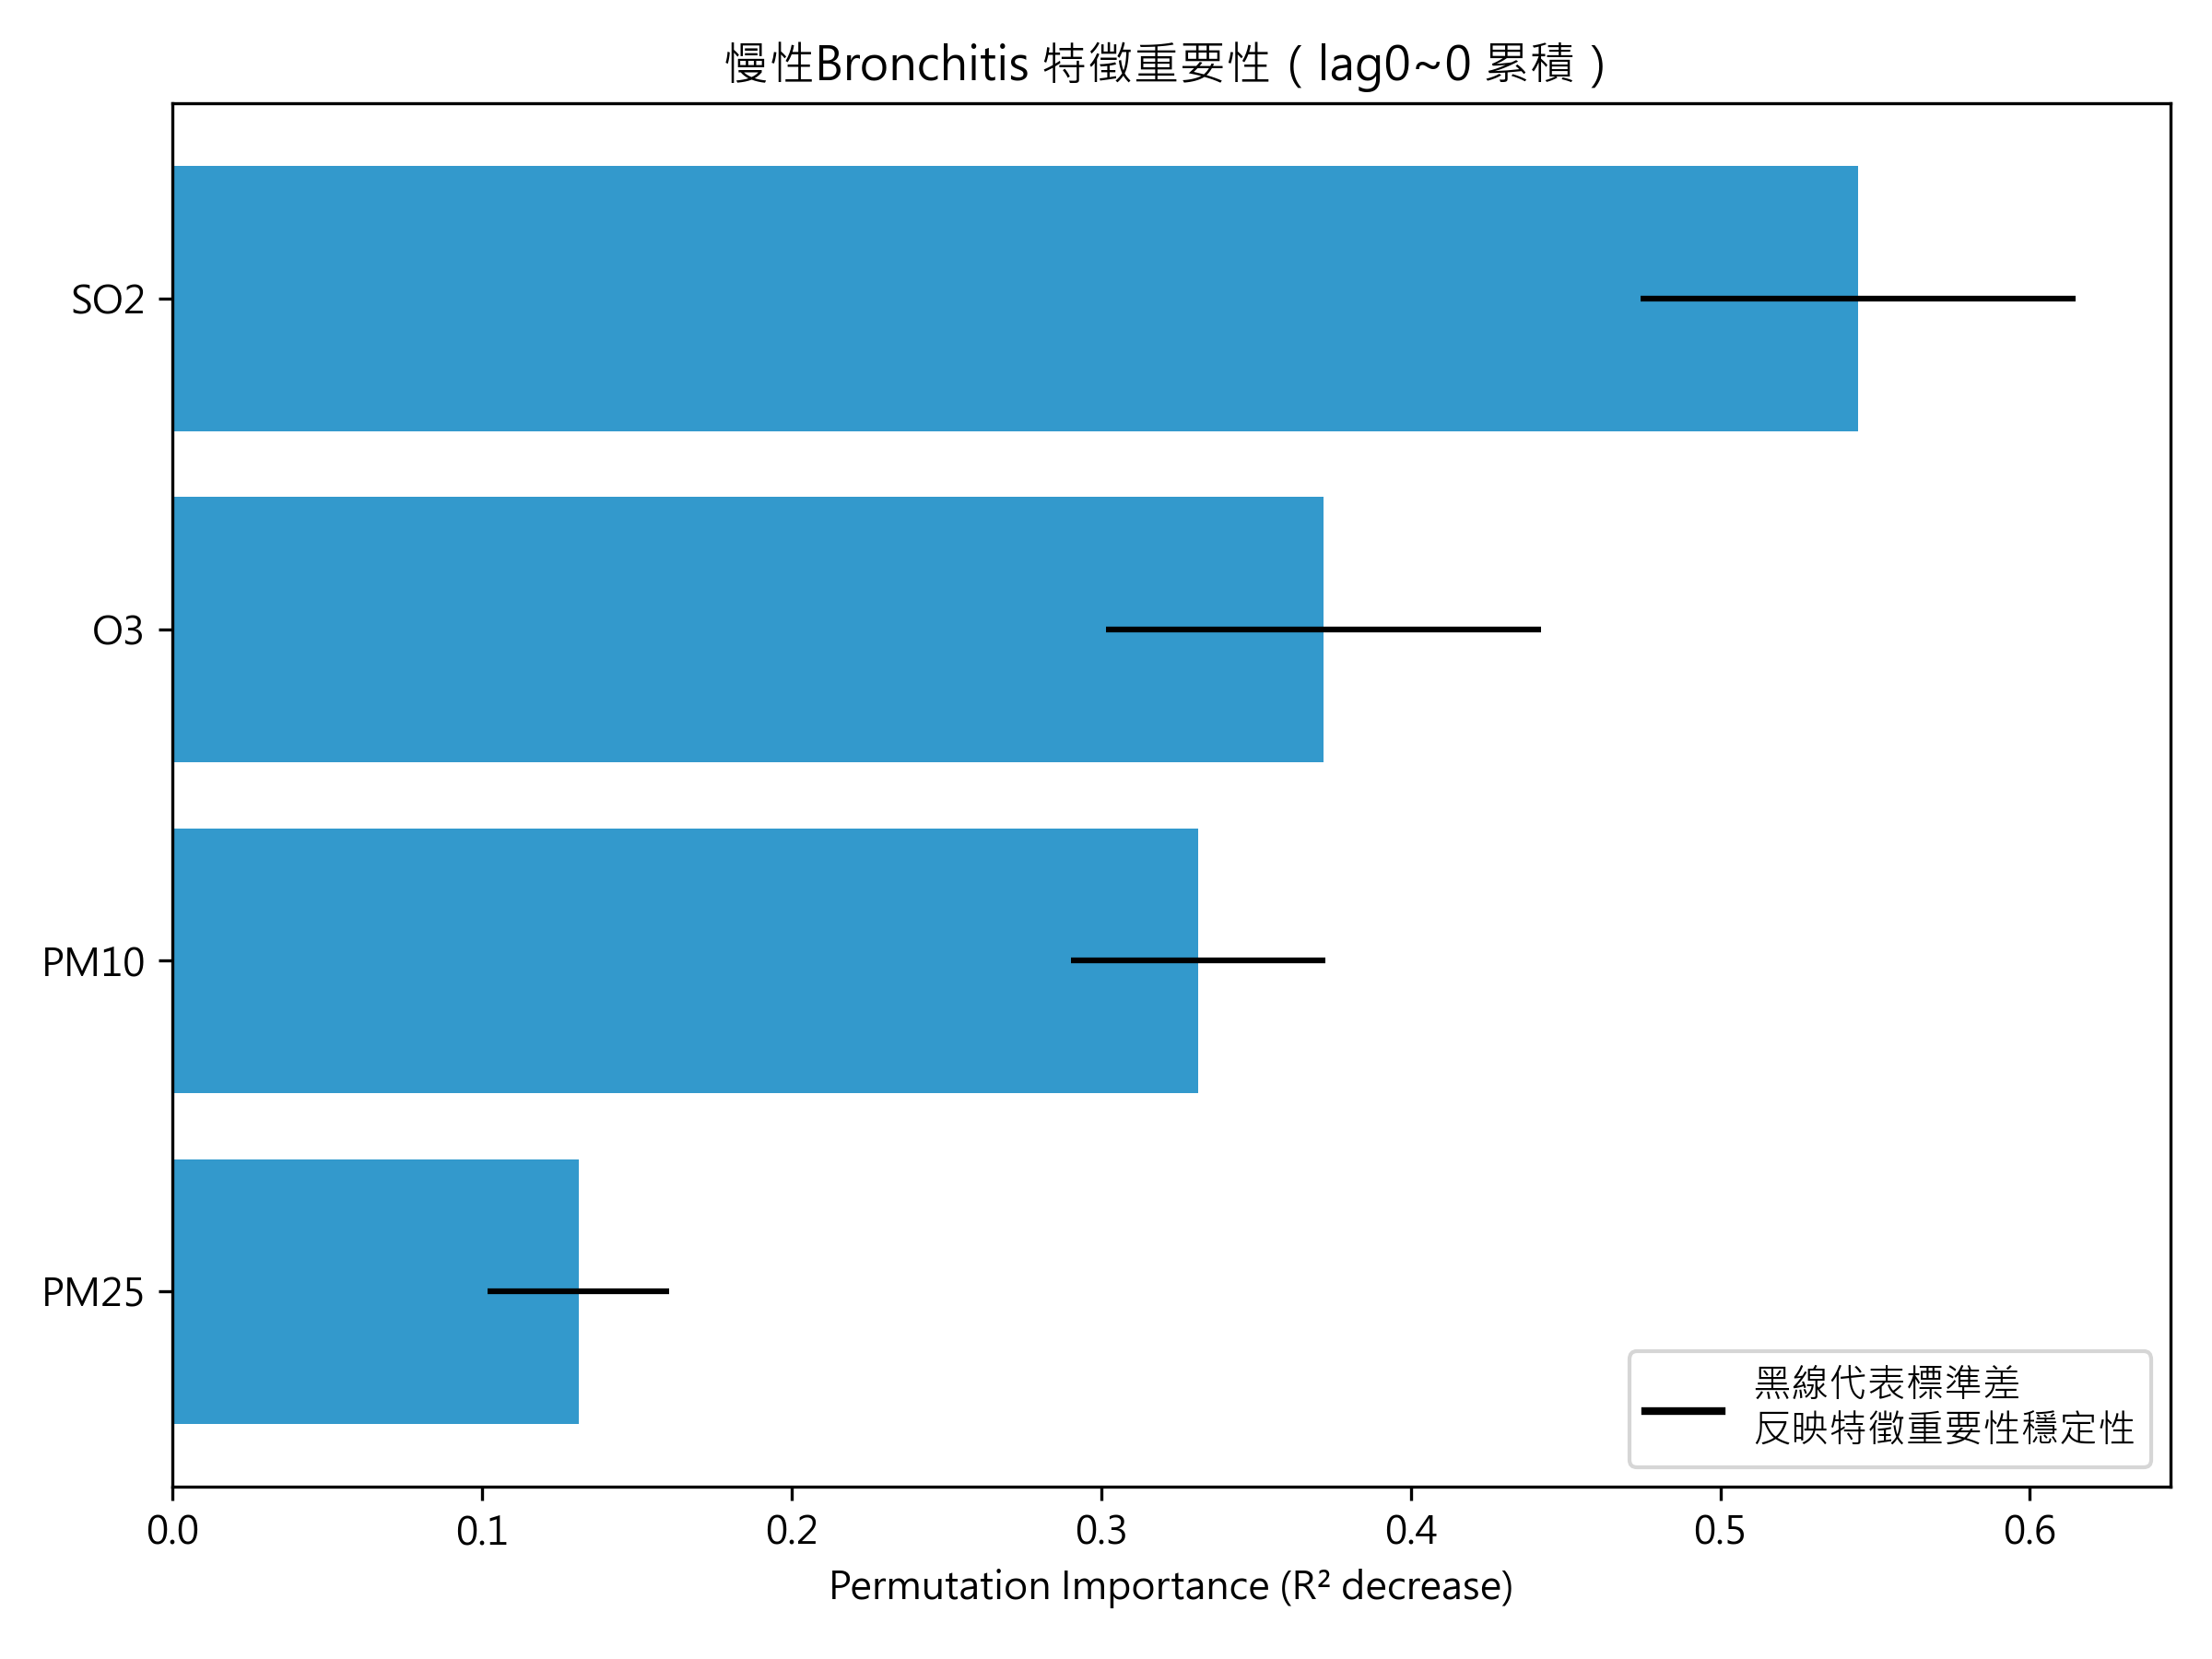 慢性Bronchitis 特徵重要性（lag0~0 累積）
SO2
O3
PM10
PM25
黑線代表標準差
反映特徵重要性穩定性
0.0 0.1 0.2 0.3 0.4 0.5 0.6
Permutation Importance (R² decrease)